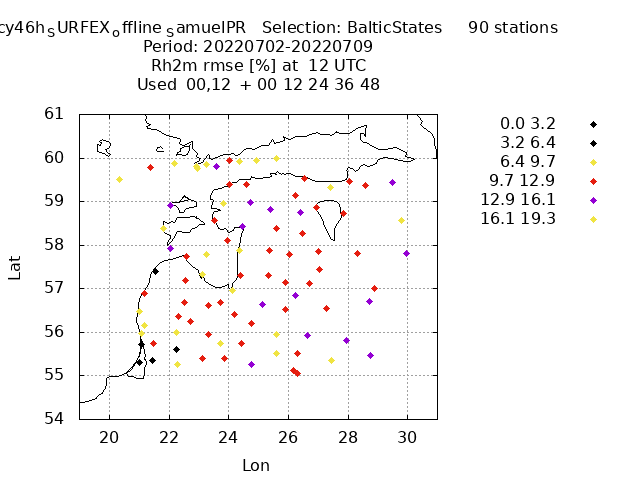 cy46hSURFEXoffline SamuelPR Selection: BalticStates 90 stations
Period: 20220702-20220709
Rh2m rmse [%] at 12 UTC
Used 00,12 + 00 12 24 36 48
61
60
59
58
57
56
55
54
Lat
20 22 24 26 28 30
Lon
0.0 3.2
3.2 6.4
6.4 9.7
9.7 12.9
12.9 16.1
16.1 19.3